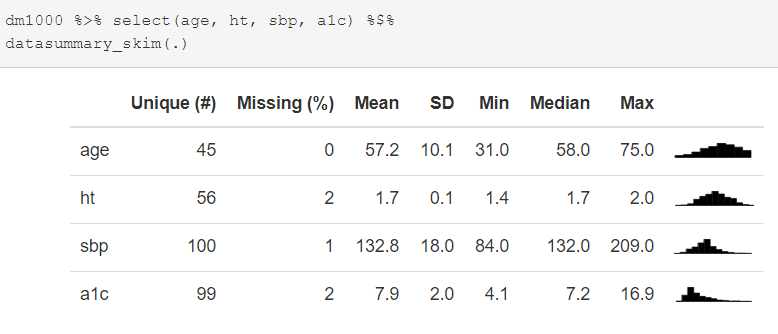 dm1000 %>% select(age, ht, sbp, a1c) %$%
datasummary_skim(.)
Unique (#) Missing (%) Mean SD Min Median Max
age 45 0 57.2 10.1 31.0 58.0 75.0
ht 56 2 1.7 0.1 1.4 1.7 2.0
sbp 100 1 132.8 18.0 84.0 132.0 209.0
a1c 99 2 7.9 2.0 4.1 7.2 16.9